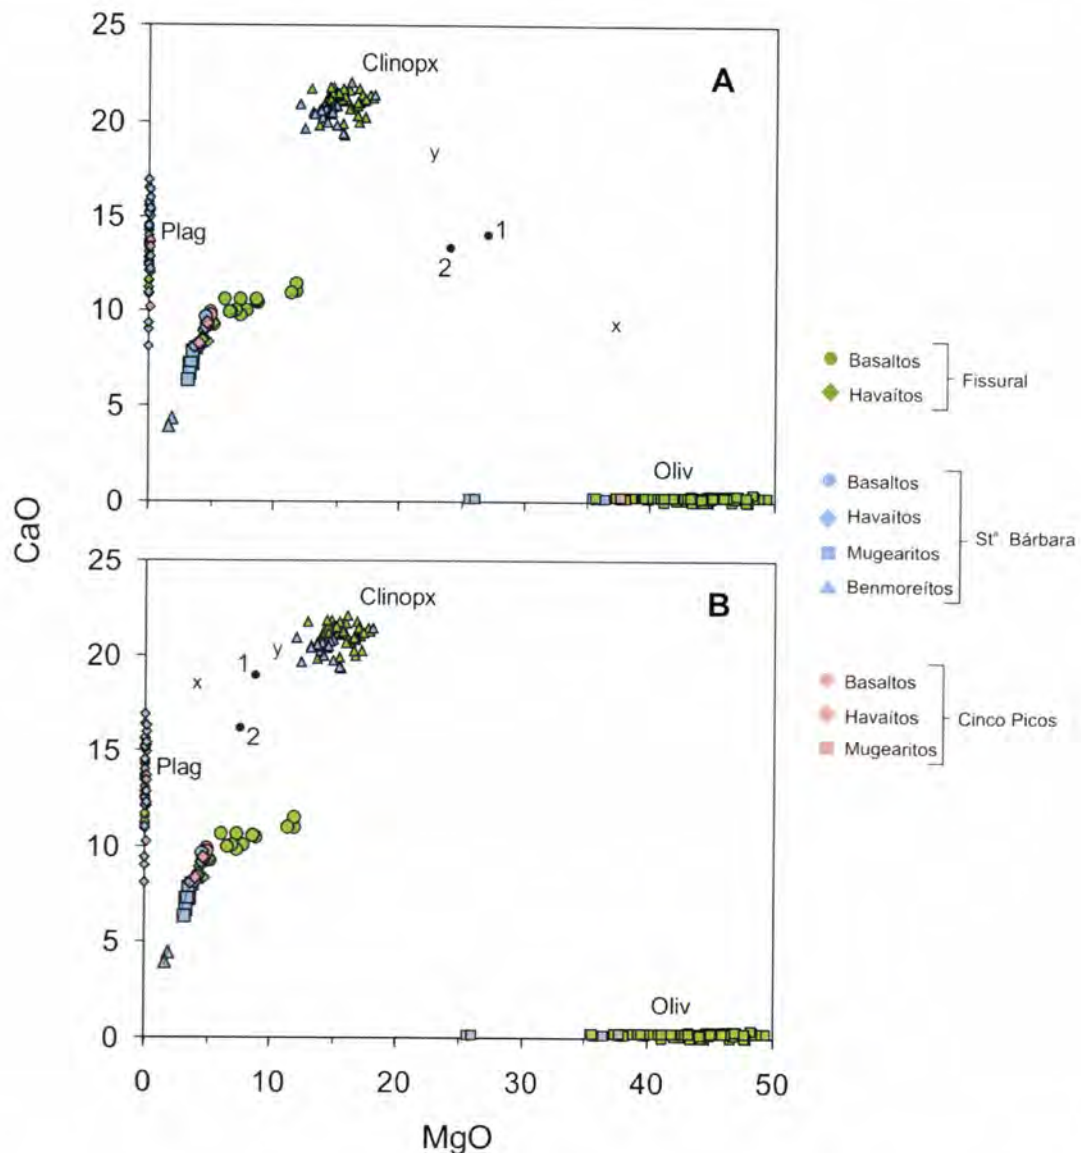 25
20
15
10
5
0
Clinopx
A
y
Plag
1
2
x
Oliv
CaO
25
20
15
10
5
0
Clinopx
B
y
1
x
2
Plag
Oliv
0
10
20
30
40
50
MgO
Basaltos
Havaítos
Fissural
Basaltos
Havaítos
Mugearitos
Benmoreítos
Stª Bárbara
Basaltos
Havaítos
Mugearitos
Cinco Picos